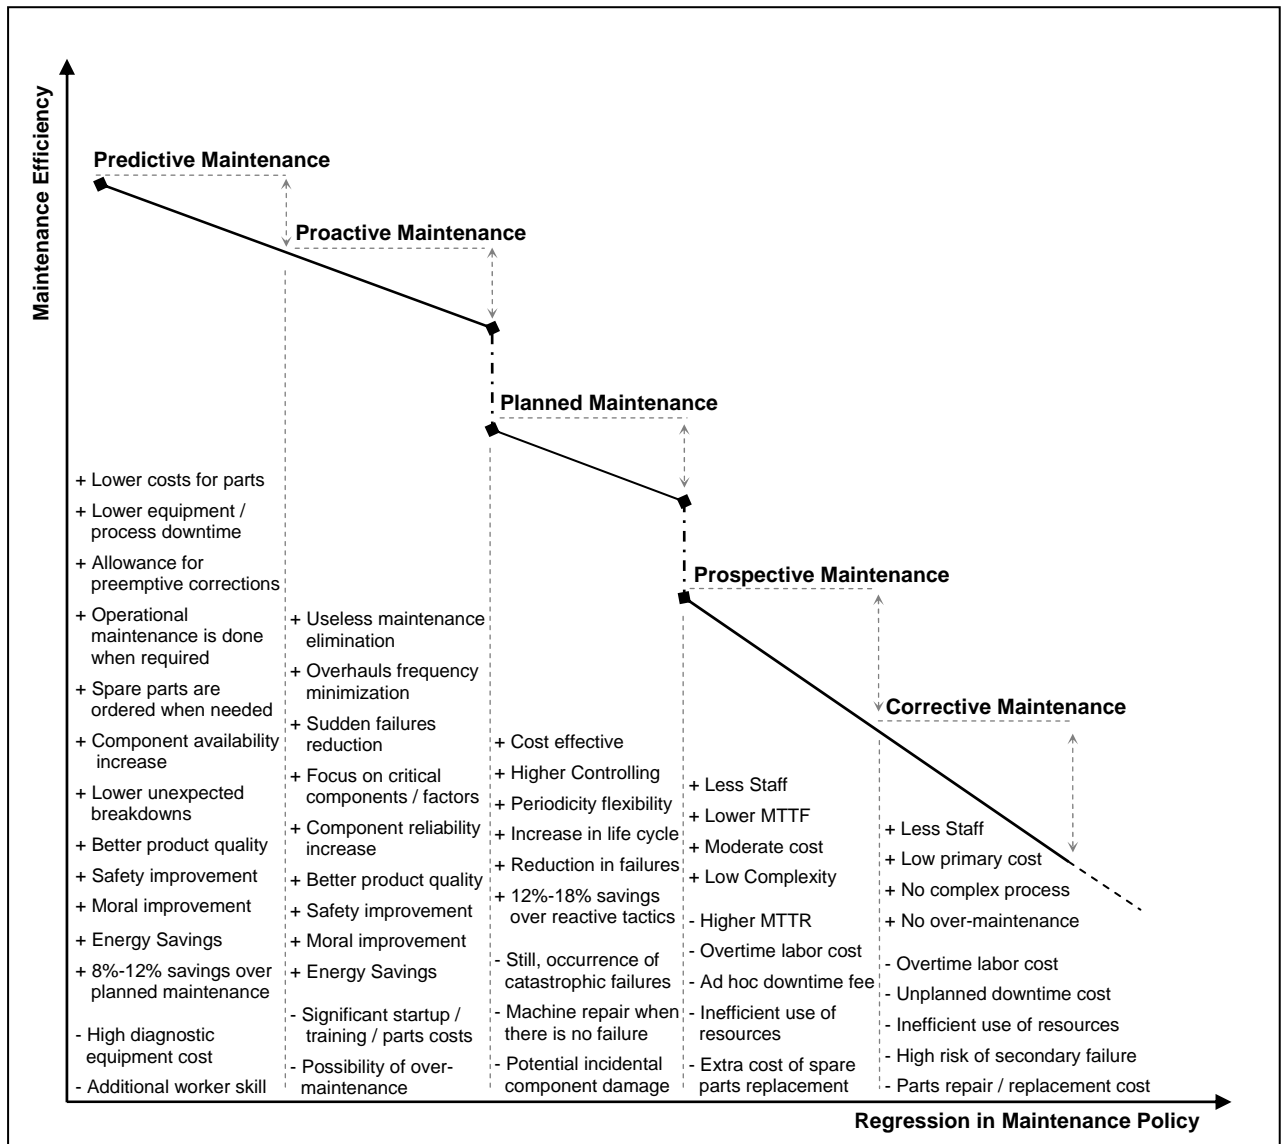 Maintenance Efficiency
Predictive Maintenance
Proactive Maintenance
Planned Maintenance
Prospective Maintenance
Corrective Maintenance
+ Lower costs for parts
+ Lower equipment /
process downtime
+ Allowance for
preemptive corrections
+ Operational
maintenance is done
when required
+ Spare parts are
ordered when needed
+ Component availability
increase
+ Lower unexpected
breakdowns
+ Better product quality
+ Safety improvement
+ Moral improvement
+ Energy Savings
+ 8%-12% savings over
planned maintenance
- High diagnostic
equipment cost
- Additional worker skill
+ Useless maintenance
elimination
+ Overhauls frequency
minimization
+ Sudden failures
reduction
+ Focus on critical
components / factors
+ Component reliability
increase
+ Better product quality
+ Safety improvement
+ Moral improvement
+ Energy Savings
- Significant startup /
training / parts costs
- Possibility of over-
maintenance
+ Cost effective
+ Higher Controlling
+ Periodicity flexibility
+ Increase in life cycle
+ Reduction in failures
+ 12%-18% savings
over reactive tactics
- Still, occurrence of
catastrophic failures
- Machine repair when
there is no failure
- Potential incidental
component damage
+ Less Staff
+ Lower MTTF
+ Moderate cost
+ Low Complexity
- Higher MTTR
- Overtime labor cost
- Ad hoc downtime fee
- Inefficient use of
resources
- Extra cost of spare
parts replacement
+ Less Staff
+ Low primary cost
+ No complex process
+ No over-maintenance
- Overtime labor cost
- Unplanned downtime cost
- Inefficient use of resources
- High risk of secondary failure
- Parts repair / replacement cost
Regression in Maintenance Policy